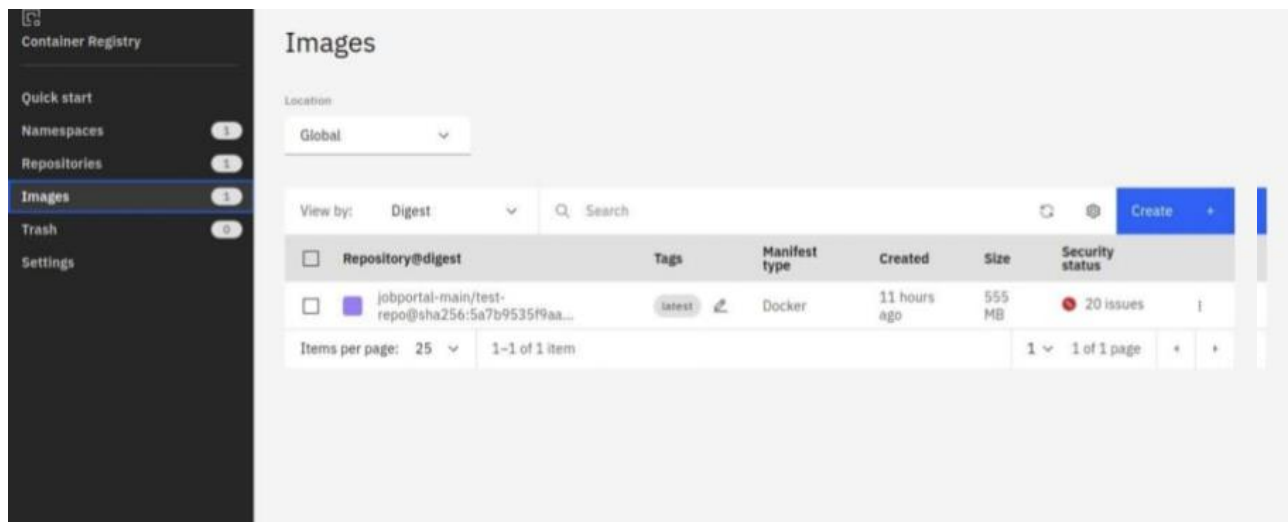 Container Registry
Quick start
Namespaces 1
Repositories 1
Images 1
Trash 0
Settings
Images
Location
Global
View by: Digest
Search
Create +
Repository@digest Tags Manifest type Created Size Security status
jobportal-main/test-
repo@sha256:5a7b9535f9aa...
latest
Docker
11 hours
ago
555
MB
20 issues
Items per page: 25
1–1 of 1 item
1
1 of 1 page